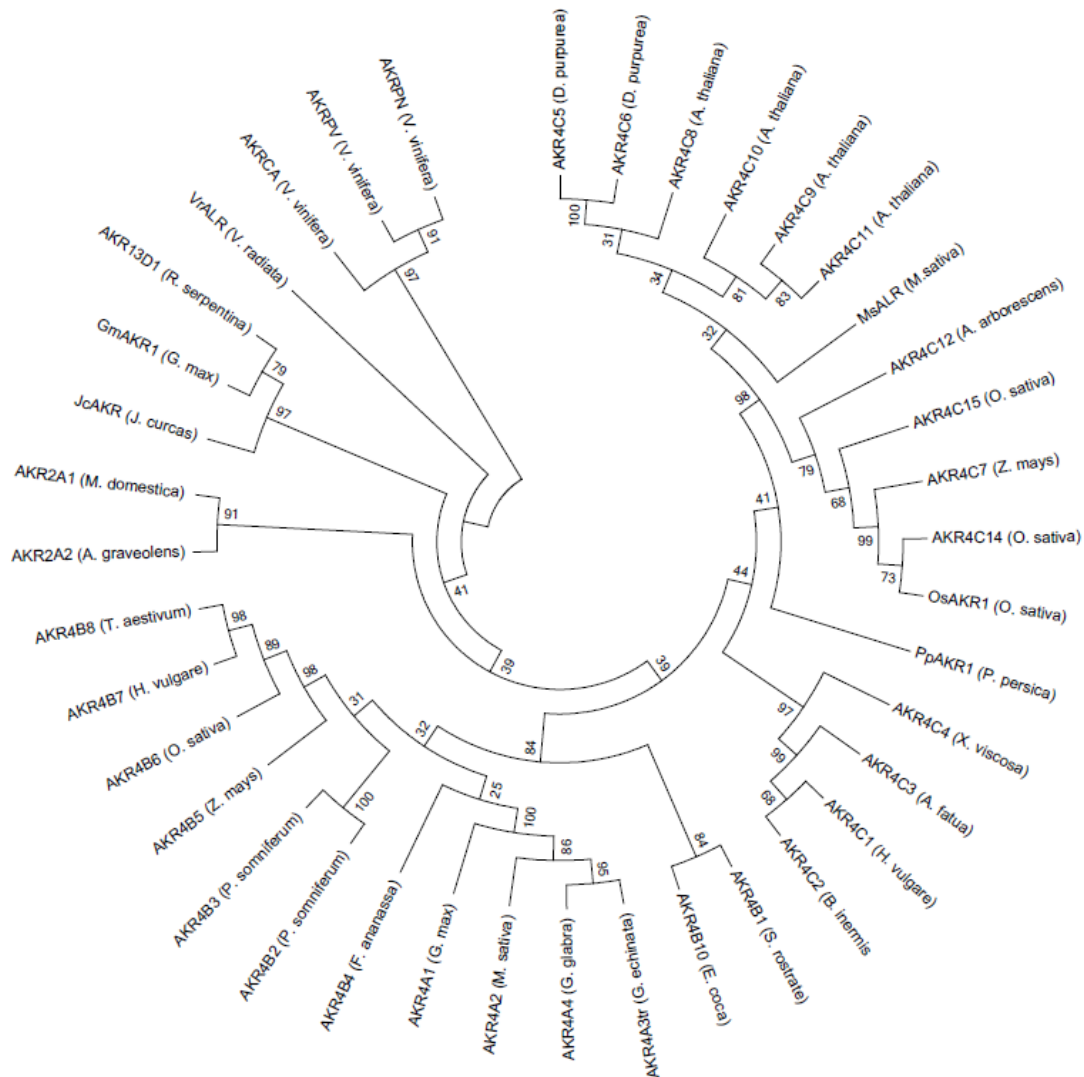 AKR4C5 (D. purpurea)
AKR4C6 (D. purpurea)
AKR4C8 (A. thaliana)
AKR4C10 (A. thaliana)
AKR4C9 (A. thaliana)
AKR4C11 (A. thaliana)
MsALR (M.sativa)
AKR4C12 (A. arborescens)
AKR4C15 (O. sativa)
AKR4C7 (Z. mays)
AKR4C14 (O. sativa)
OsAKR1 (O. sativa)
PpAKR1 (P. persica)
AKR4C4 (X. viscosa)
AKR4C3 (A. fatua)
AKR4C1 (H. vulgare)
AKR4C2 (B. inermis
AKR4B1 (S. rostrate)
AKR4B10 (E. coca)
AKR4A3tr (G. echinata)
AKR4A4 (G. glabra)
AKR4A2 (M. sativa)
AKR4A1 (G. max)
AKR4B4 (F. ananassa)
AKR4B2 (P. somniferum)
AKR4B3 (P. somniferum)
AKR4B5 (Z. mays)
AKR4B6 (O. sativa)
AKR4B7 (H. vulgare)
AKR4B8 (T. aestivum)
AKR2A2 (A. graveolens)
AKR2A1 (M. domestica)
JcAKR (J. curcas)
GmAKR1 (G. max)
AKR13D1 (R. serpentina)
VrALR (V. radiata)
AKRCA (V. vinifera)
AKRPV (V. vinifera)
AKRPN (V. vinifera)
100
31
34
81
83
32
98
79
68
99
73
41
44
97
99
68
39
84
84
32
25
100
86
95
31
100
98
89
98
39
91
41
97
79
97
91